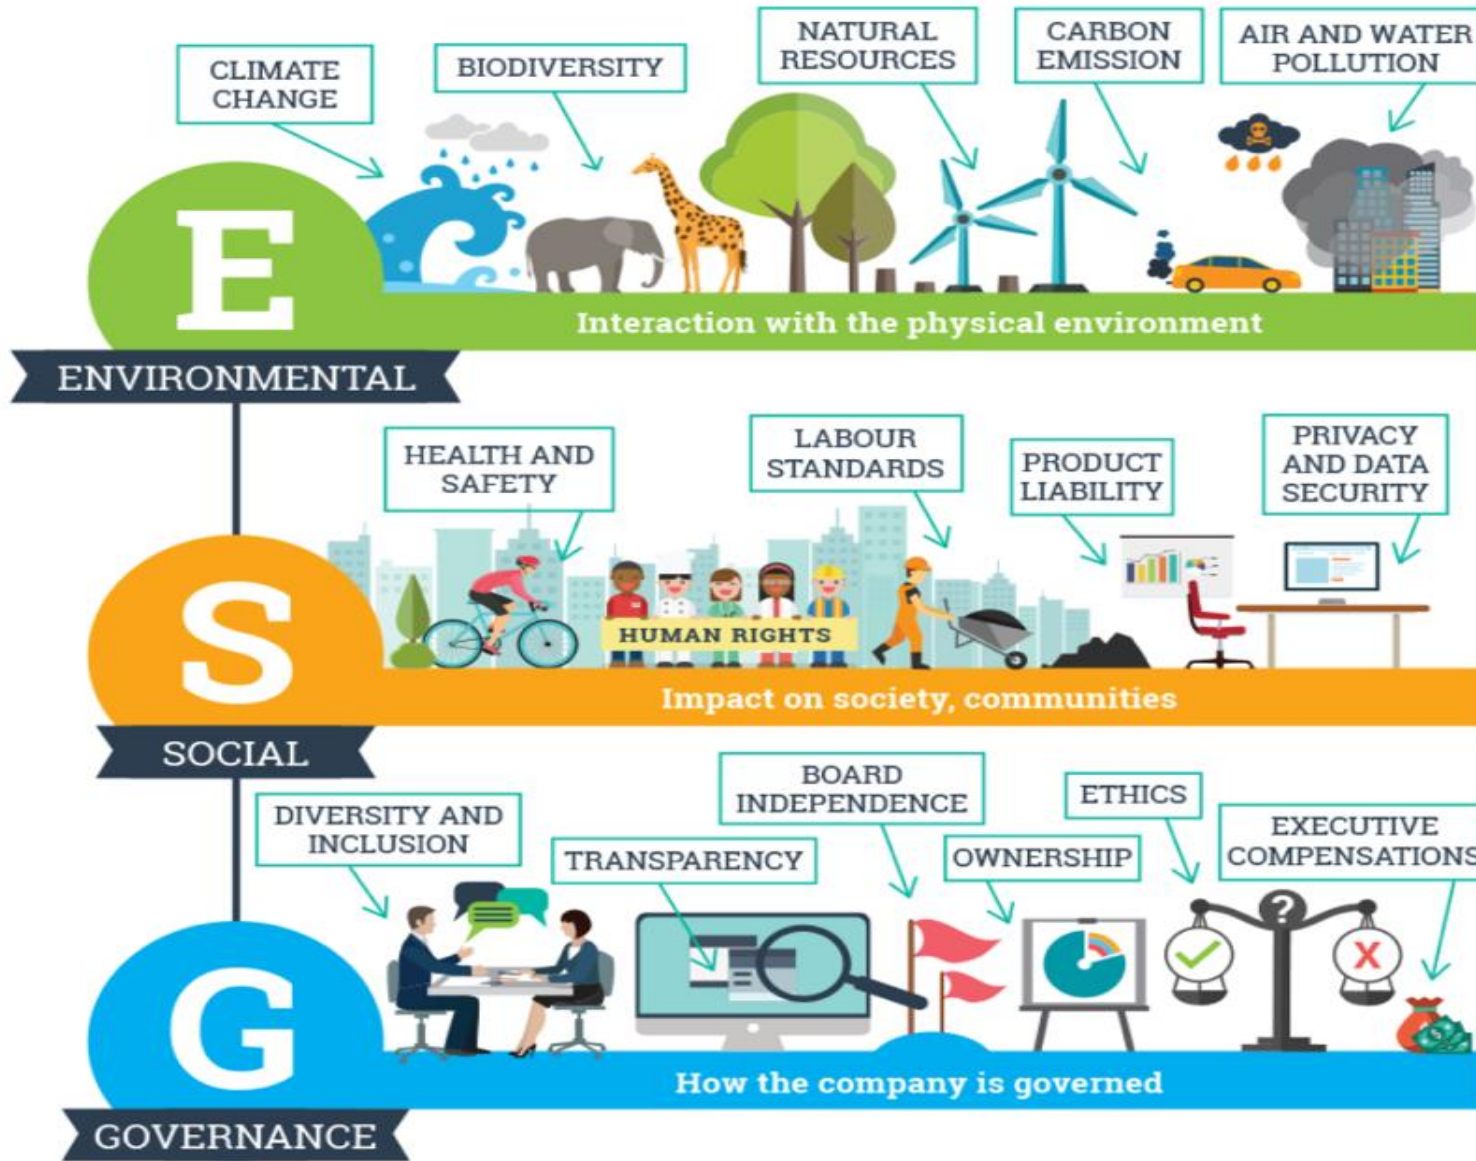 CLIMATE
CHANGE
BIODIVERSITY
NATURAL
RESOURCES
CARBON
EMISSION
AIR AND WATER
POLLUTION
E
Interaction with the physical environment
ENVIRONMENTAL
HEALTH AND
SAFETY
LABOUR
STANDARDS
PRODUCT
LIABILITY
PRIVACY
AND DATA
SECURITY
HUMAN RIGHTS
S
Impact on society, communities
SOCIAL
DIVERSITY AND
INCLUSION
TRANSPARENCY
BOARD
INDEPENDENCE
OWNERSHIP
ETHICS
EXECUTIVE
COMPENSATIONS
?
X
G
How the company is governed
GOVERNANCE